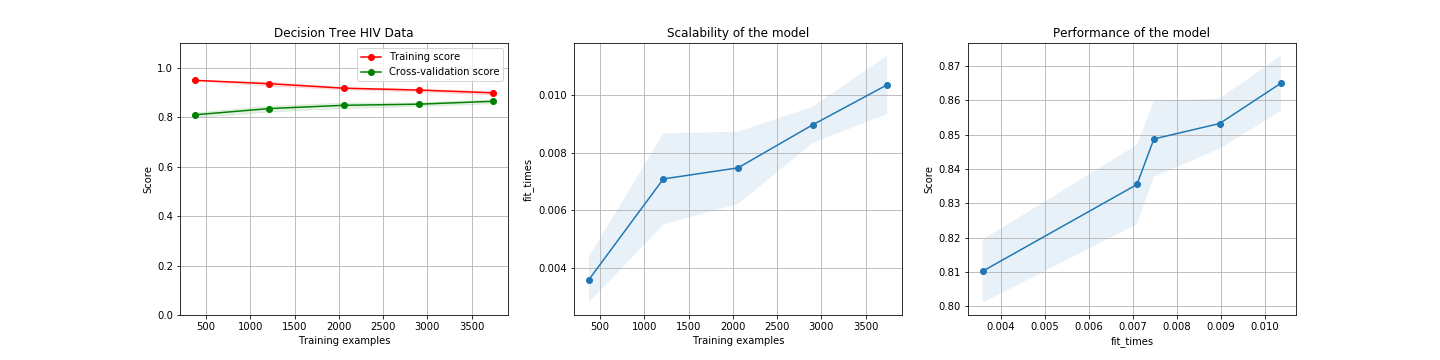 Decision Tree HIV Data
Training score
Cross-validation score
1.0
0.8
0.6
0.4
0.2
0.0
Score
500 1000 1500 2000 2500 3000 3500
Training examples
Scalability of the model
0.010
0.008
0.006
0.004
fit_times
500 1000 1500 2000 2500 3000 3500
Training examples
Performance of the model
0.87
0.86
0.85
0.84
0.83
0.82
0.81
0.80
Score
0.004 0.005 0.006 0.007 0.008 0.009 0.010
fit_times